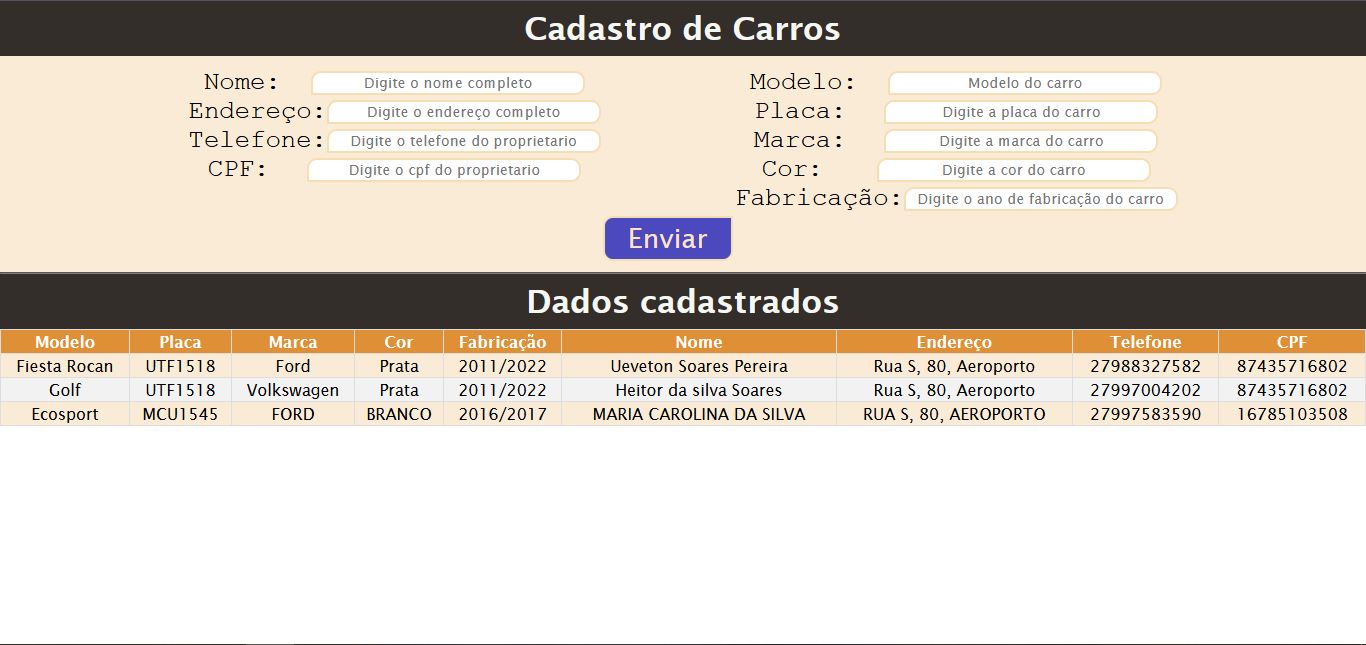 Cadastro de Carros
Nome: Digite o nome completo
Endereço: Digite o endereço completo
Telefone: Digite o telefone do proprietario
CPF: Digite o cpf do proprietario
Modelo: Modelo do carro
Placa: Digite a placa do carro
Marca: Digite a marca do carro
Cor: Digite a cor do carro
Fabricação: Digite o ano de fabricação do carro
Enviar
Dados cadastrados
Modelo Placa Marca Cor Fabricação Nome Endereço Telefone CPF
Fiesta Rocan UTF1518 Ford Prata 2011/2022 Ueveton Soares Pereira Rua S, 80, Aeroporto 27988327582 87435716802
Golf UTF1518 Volkswagen Prata 2011/2022 Heitor da silva Soares Rua S, 80, Aeroporto 27997004202 87435716802
Ecosport MCU1545 FORD BRANCO 2016/2017 MARIA CAROLINA DA SILVA RUA S, 80, AEROPORTO 27997583590 16785103508